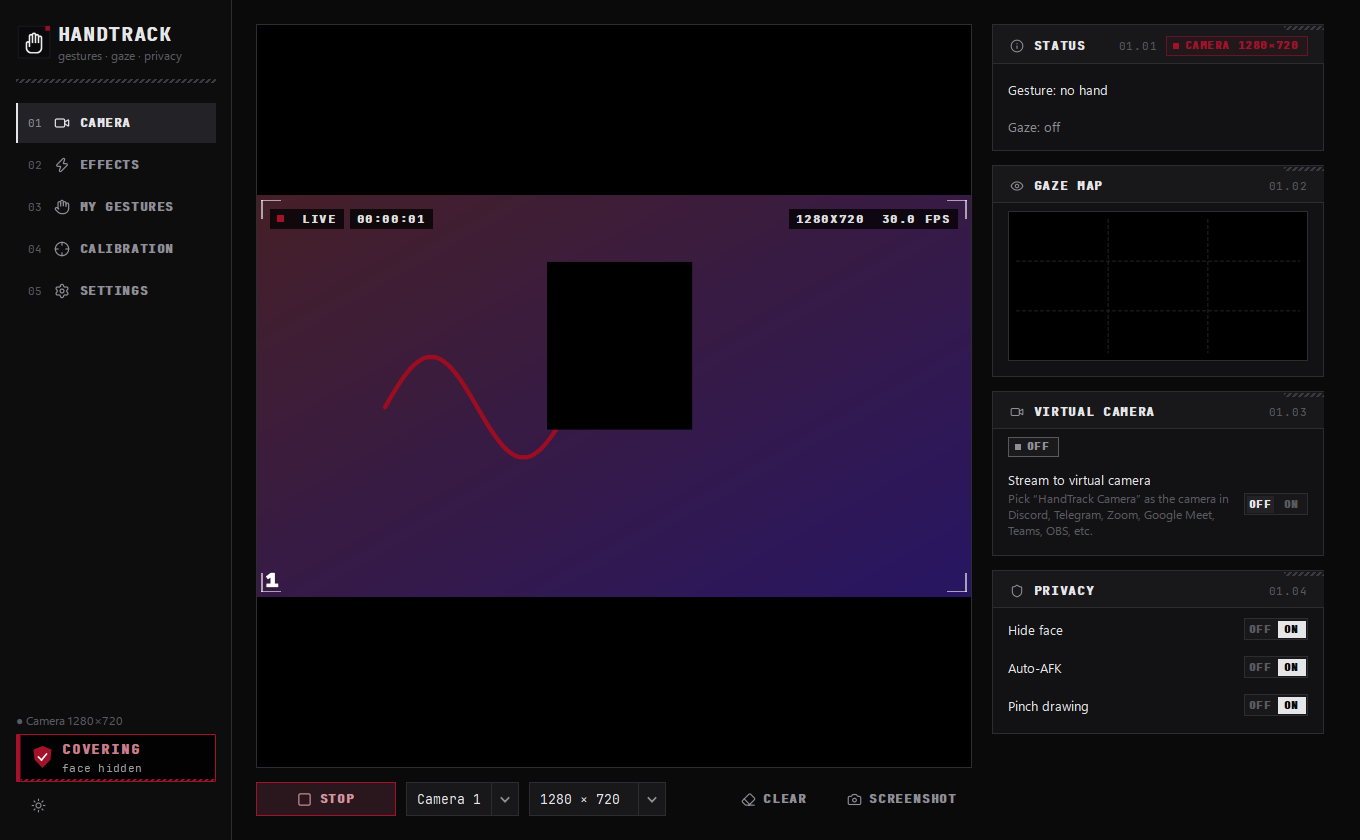 HANDTRACK
gestures · gaze · privacy
01 CAMERA
02 EFFECTS
03 MY GESTURES
04 CALIBRATION
05 SETTINGS
Camera 1280×720
COVERING
face hidden
LIVE 00:00:01
1280X720 30.0 FPS
1
STOP
Camera 1
1280 × 720
CLEAR
SCREENSHOT
STATUS 01.01 CAMERA 1280×720
Gesture: no hand
Gaze: off
GAZE MAP 01.02
VIRTUAL CAMERA 01.03
OFF
Stream to virtual camera
Pick "HandTrack Camera" as the camera in
Discord, Telegram, Zoom, Google Meet,
Teams, OBS, etc.
OFF ON
PRIVACY 01.04
Hide face OFF ON
Auto-AFK OFF ON
Pinch drawing OFF ON